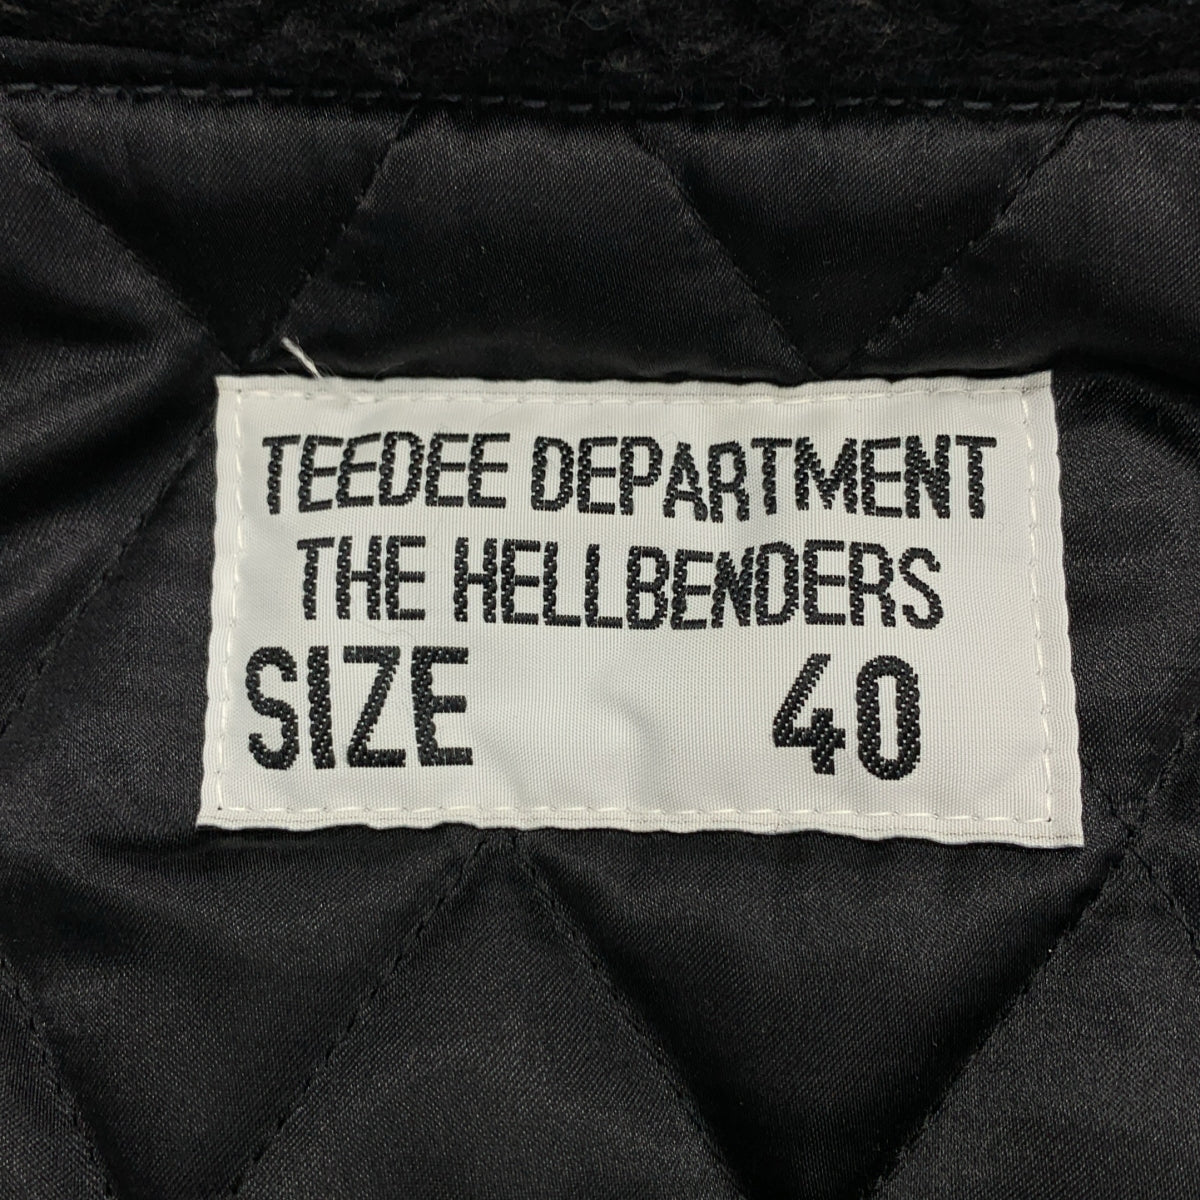 TEEDEE DEPARTMENT
THE HELLBENDERS
SIZE 40